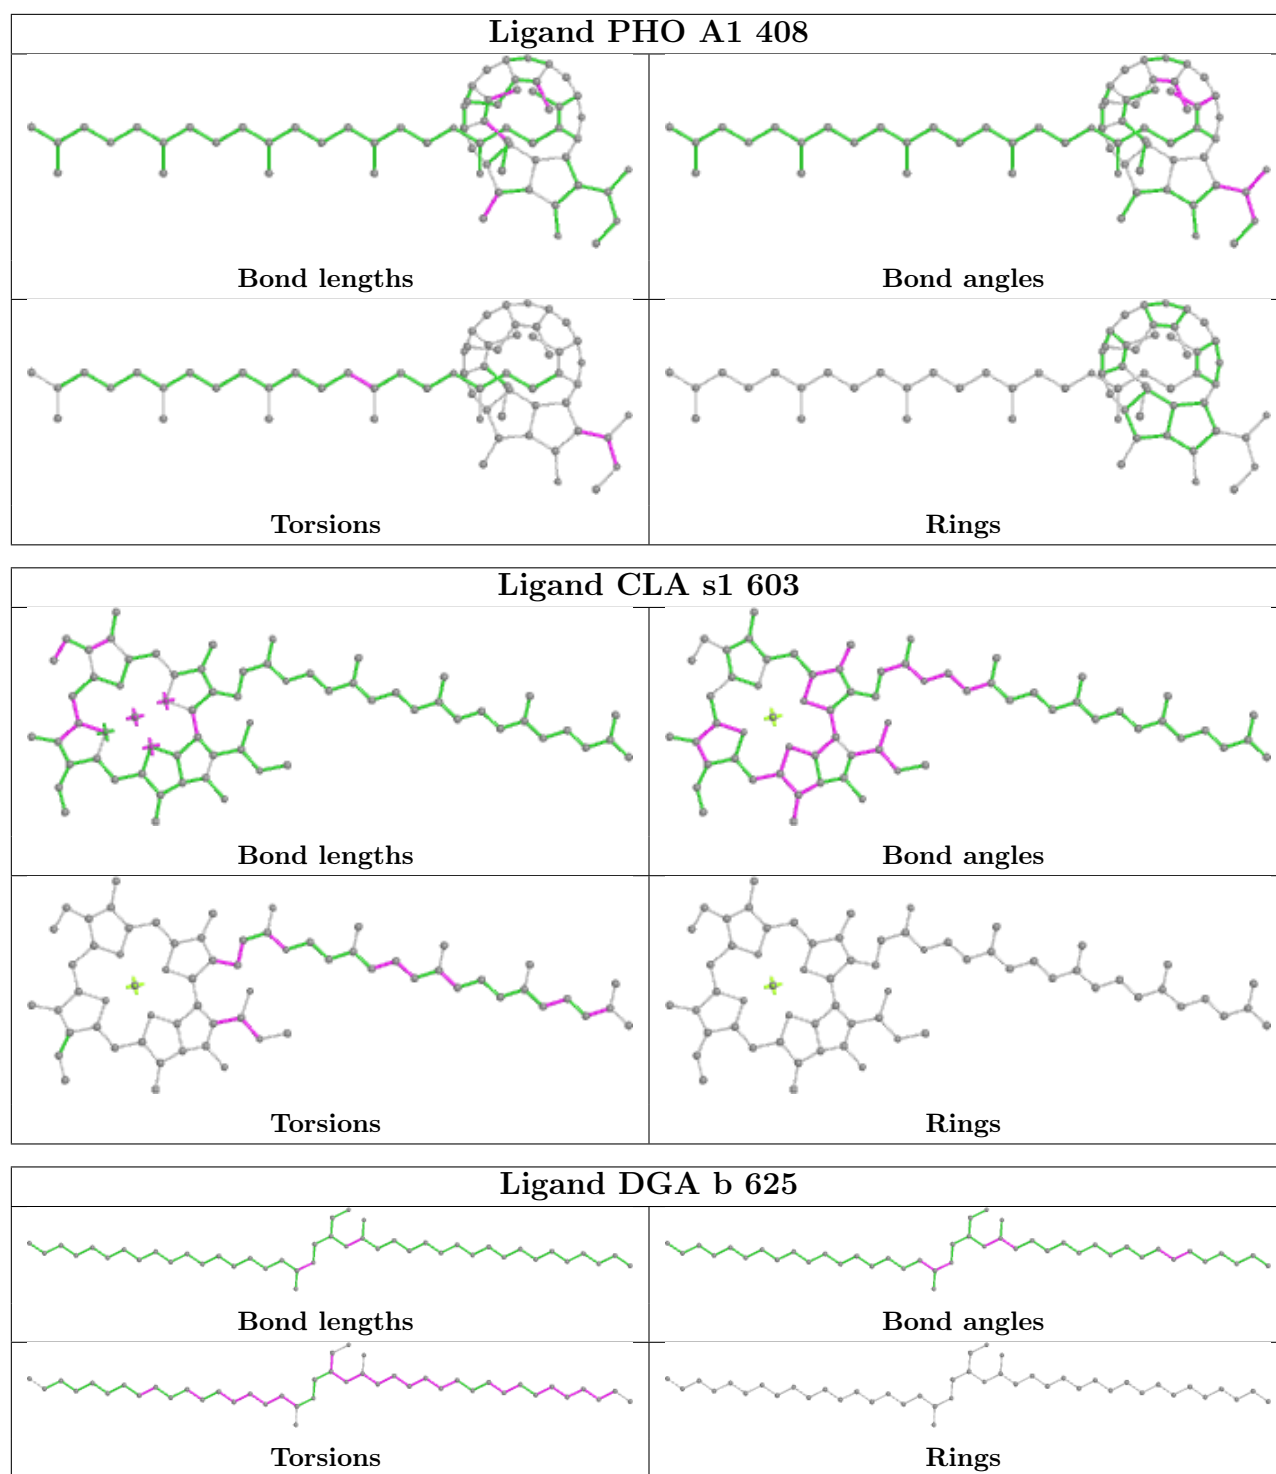 Ligand PHO A1 408
Bond lengths
Bond angles
Torsions
Rings
Ligand CLA s1 603
Bond lengths
Bond angles
Torsions
Rings
Ligand DGA b 625
Bond lengths
Bond angles
Torsions
Rings